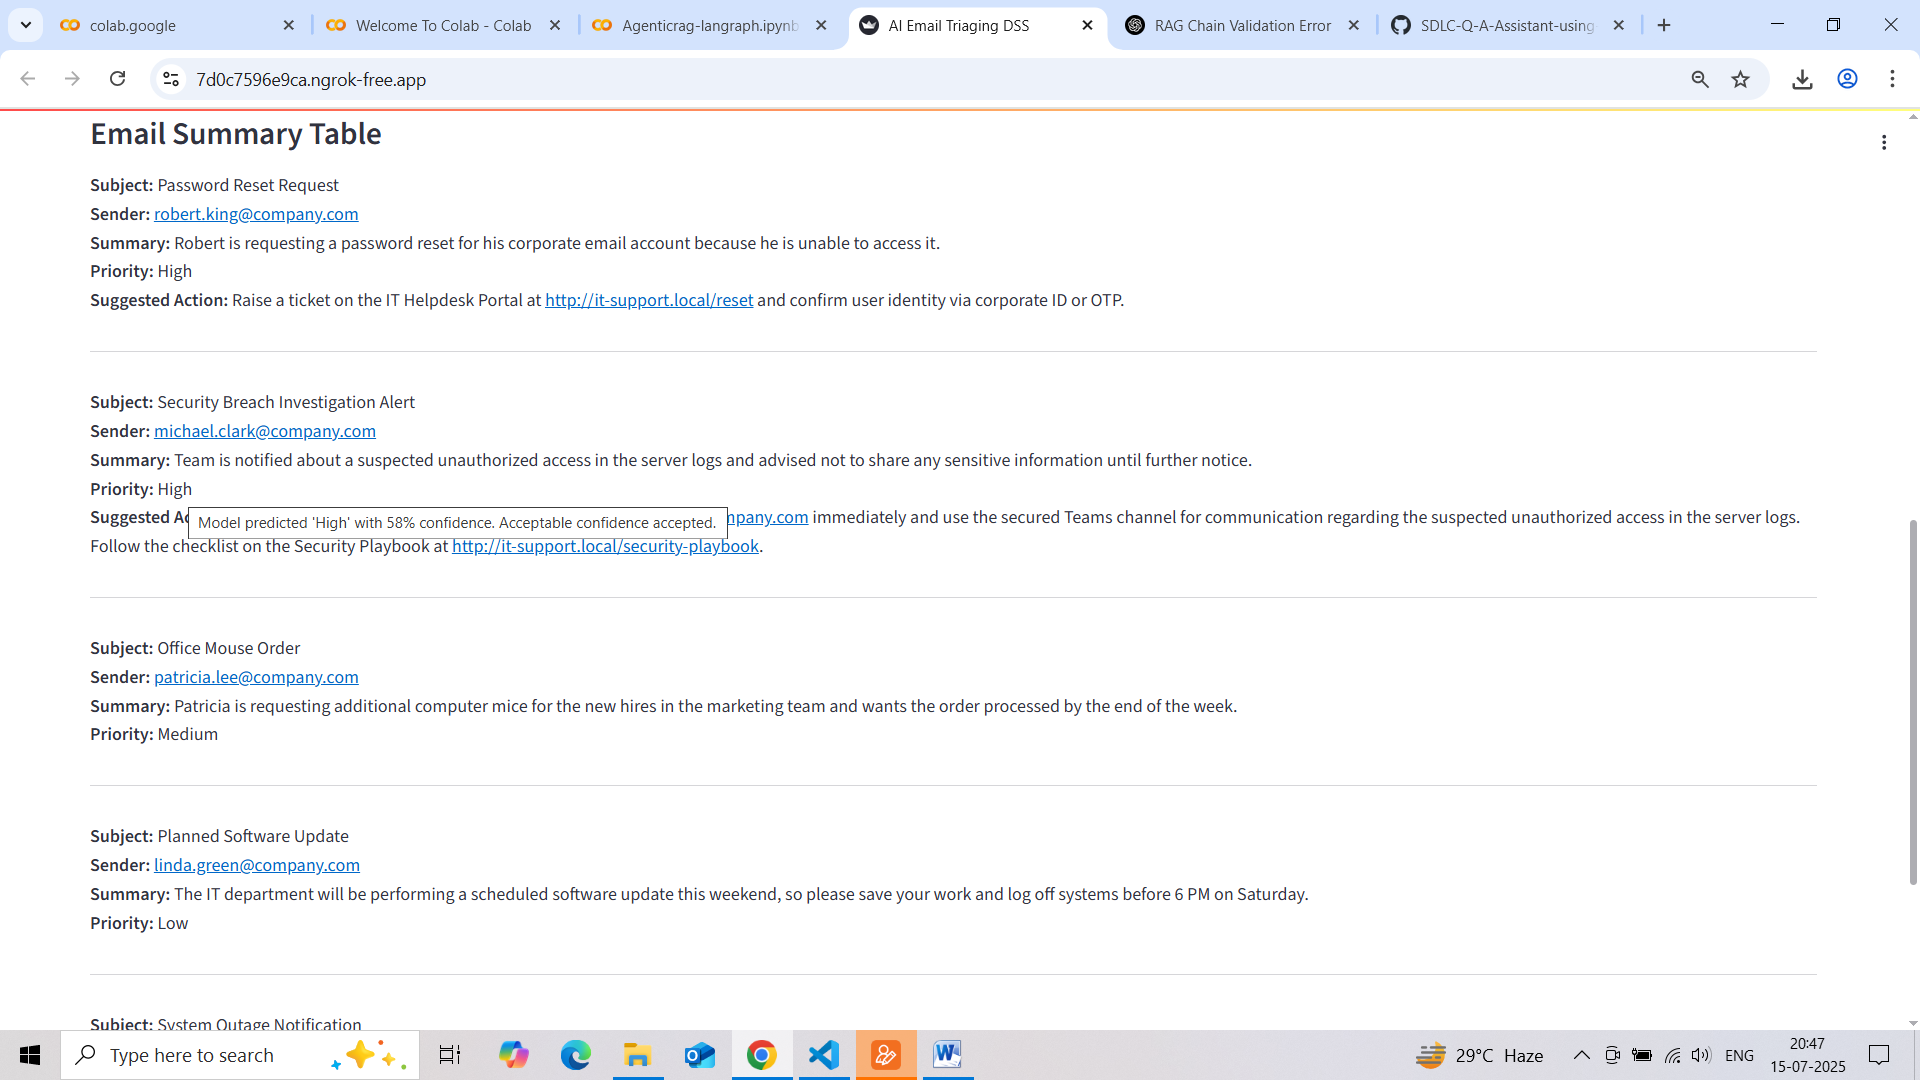 colab.google
Welcome To Colab - Colab
Agenticrag-langraph.ipynb
AI Email Triaging DSS
RAG Chain Validation Error
SDLC-Q-A-Assistant-using
7d0c7596e9ca.ngrok-free.app
Email Summary Table
Subject: Password Reset Request
Sender: robert.king@company.com
Summary: Robert is requesting a password reset for his corporate email account because he is unable to access it.
Priority: High
Suggested Action: Raise a ticket on the IT Helpdesk Portal at http://it-support.local/reset and confirm user identity via corporate ID or OTP.
Subject: Security Breach Investigation Alert
Sender: michael.clark@company.com
Summary: Team is notified about a suspected unauthorized access in the server logs and advised not to share any sensitive information until further notice.
Priority: High
Suggested Ac
Model predicted 'High' with 58% confidence. Acceptable confidence accepted.
mpany.com immediately and use the secured Teams channel for communication regarding the suspected unauthorized access in the server logs.
Follow the checklist on the Security Playbook at http://it-support.local/security-playbook.
Subject: Office Mouse Order
Sender: patricia.lee@company.com
Summary: Patricia is requesting additional computer mice for the new hires in the marketing team and wants the order processed by the end of the week.
Priority: Medium
Subject: Planned Software Update
Sender: linda.green@company.com
Summary: The IT department will be performing a scheduled software update this weekend, so please save your work and log off systems before 6 PM on Saturday.
Priority: Low
Subject: System Outage Notification
Type here to search
29°C Haze
ENG
20:47
15-07-2025